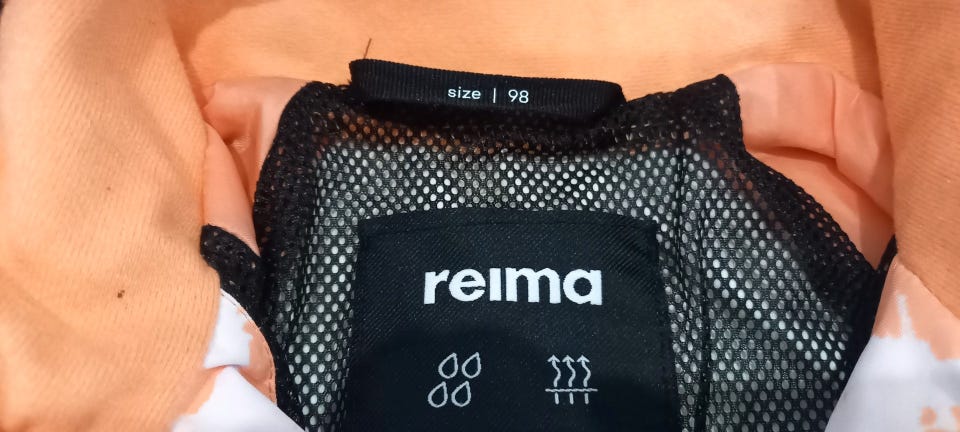 size | 98
reima